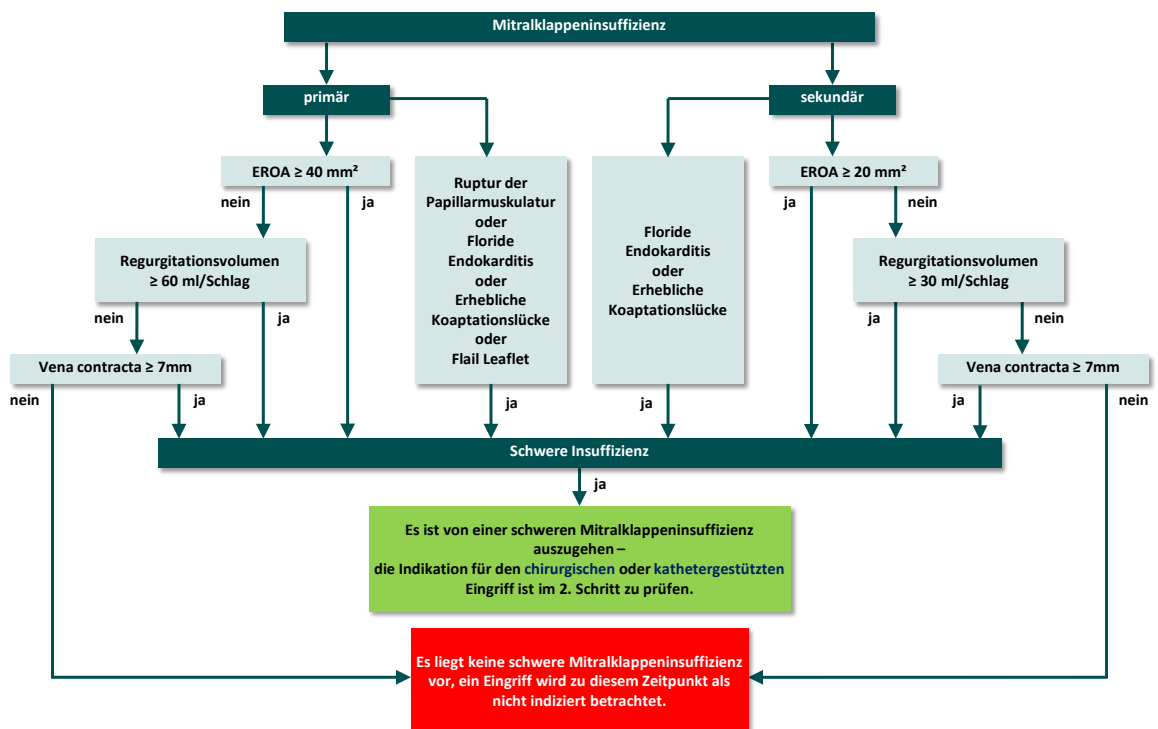 Mitralklappeninsuffizienz
primär
sekundär
EROA ≥ 40 mm²
nein
ja
Regurgitationsvolumen
≥ 60 ml/Schlag
nein
ja
Vena contracta ≥ 7mm
nein
ja
Ruptur der
Papillarmuskulatur
oder
Floride
Endokarditis
oder
Erhebliche
Koaptationslücke
oder
Flail Leaflet
ja
Floride
Endokarditis
oder
Erhebliche
Koaptationslücke
ja
EROA ≥ 20 mm²
ja
nein
Regurgitationsvolumen
≥ 30 ml/Schlag
ja
nein
Vena contracta ≥ 7mm
ja
nein
Schwere Insuffizienz
ja
Es ist von einer schweren Mitralklappeninsuffizienz
auszugehen –
die Indikation für den chirurgischen oder kathetergestützten
Eingriff ist im 2. Schritt zu prüfen.
Es liegt keine schwere Mitralklappeninsuffizienz
vor, ein Eingriff wird zu diesem Zeitpunkt als
nicht indiziert betrachtet.